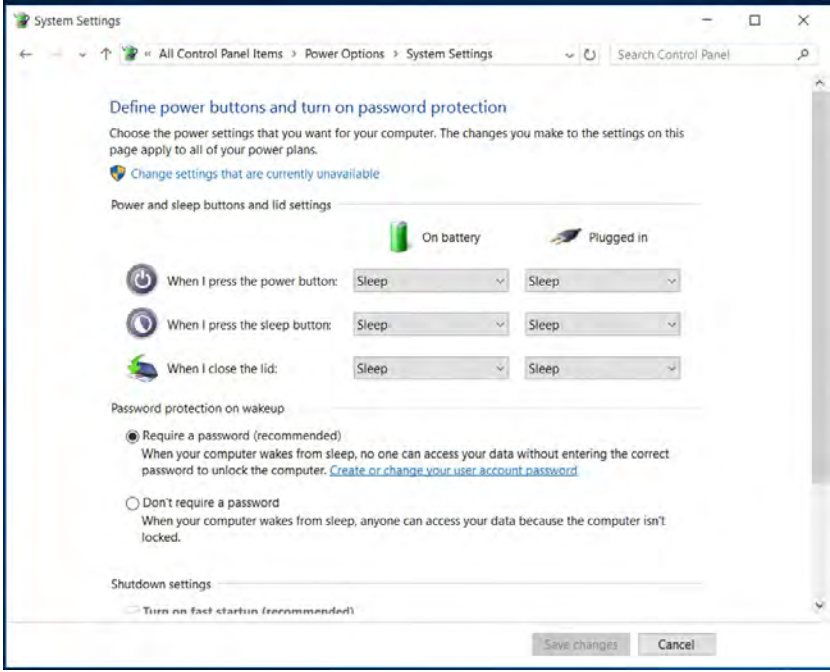 System Settings
« All Control Panel Items > Power Options > System Settings
Search Control Panel
Define power buttons and turn on password protection
Choose the power settings that you want for your computer. The changes you make to the settings on this
page apply to all of your power plans.
Change settings that are currently unavailable
Power and sleep buttons and lid settings
On battery Plugged in
When I press the power button: Sleep Sleep
When I press the sleep button: Sleep Sleep
When I close the lid: Sleep Sleep
Password protection on wakeup
Require a password (recommended)
When your computer wakes from sleep, no one can access your data without entering the correct
password to unlock the computer. Create or change your user account password
Don't require a password
When your computer wakes from sleep, anyone can access your data because the computer isn't
locked.
Shutdown settings
Turn on fast startup (recommended)
Save changes Cancel